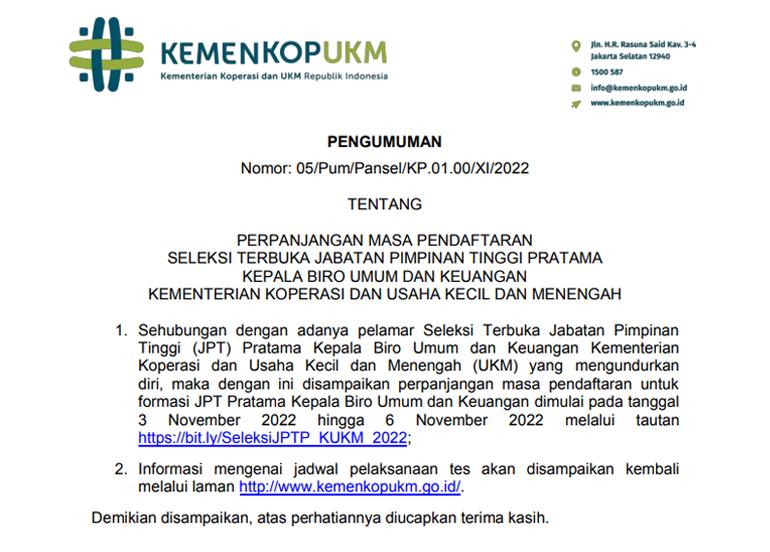 KEMENKOPUKM
Kementerian Koperasi dan UKM Republik Indonesia
Jln. H.R. Rasuna Said Kav. 3-4
Jakarta Selatan 12940
1500 587
info@kemenkopukm.go.id
www.kemenkopukm.go.id
PENGUMUMAN
Nomor: 05/Pum/Pansel/KP.01.00/XI/2022
TENTANG
PERPANJANGAN MASA PENDAFTARAN
SELEKSI TERBUKA JABATAN PIMPINAN TINGGI PRATAMA
KEPALA BIRO UMUM DAN KEUANGAN
KEMENTERIAN KOPERASI DAN USAHA KECIL DAN MENENGAH
1. Sehubungan dengan adanya pelamar Seleksi Terbuka Jabatan Pimpinan
Tinggi (JPT) Pratama Kepala Biro Umum dan Keuangan Kementerian
Koperasi dan Usaha Kecil dan Menengah (UKM) yang mengundurkan
diri, maka dengan ini disampaikan perpanjangan masa pendaftaran untuk
formasi JPT Pratama Kepala Biro Umum dan Keuangan dimulai pada tanggal
3 November 2022 hingga 6 November 2022 melalui tautan
https://bit.ly/SeleksiJPTP_KUKM_2022;
2. Informasi mengenai jadwal pelaksanaan tes akan disampaikan kembali
melalui laman http://www.kemenkopukm.go.id/.
Demikian disampaikan, atas perhatiannya diucapkan terima kasih.